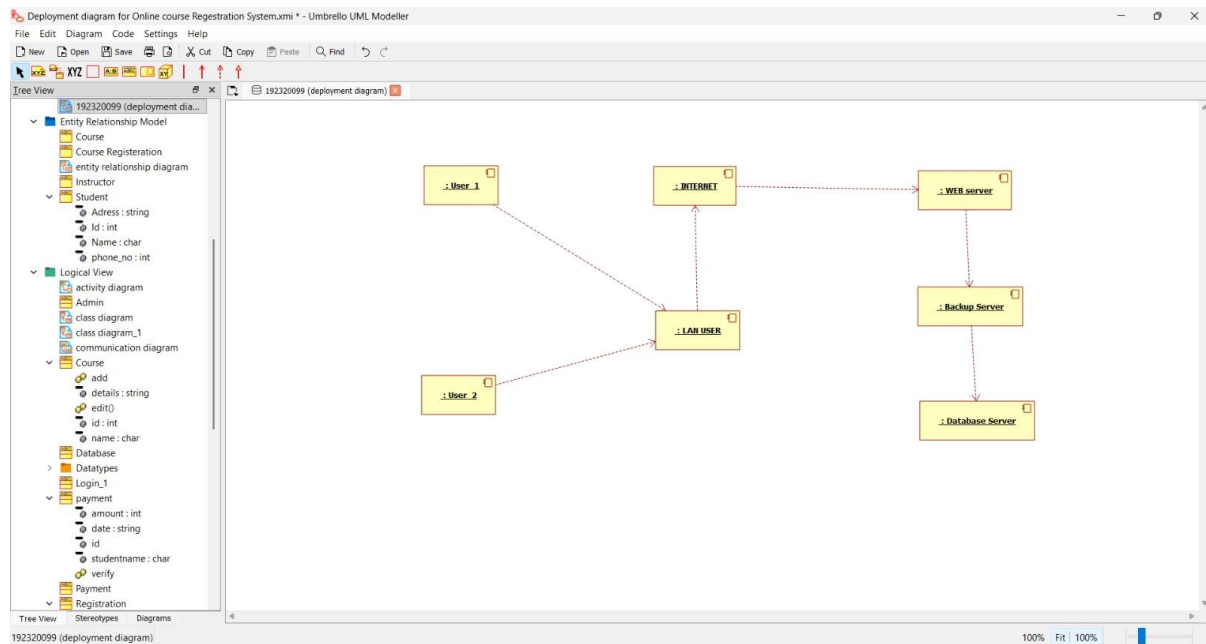 Deployment diagram for Online course Regestration System.xmi * - Umbrello UML Modeller
File Edit Diagram Code Settings Help
New Open Save Cut Copy Paste Find
XYZ XYZ A:B ABC XY
Tree View
192320099 (deployment diagram)
192320099 (deployment dia...
Entity Relationship Model
Course
Course Registeration
entity relationship diagram
Instructor
Student
Adress : string
Id : int
Name : char
phone_no : int
Logical View
activity diagram
Admin
class diagram
class diagram_1
communication diagram
Course
add
details : string
edit()
id : int
name : char
Database
Datatypes
Login_1
payment
amount : int
date : string
id
studentname : char
verify
Payment
Registration
: User_1
: INTERNET
: WEB server
: LAN USER
: Backup Server
: User_2
: Database Server
Tree View Stereotypes Diagrams
192320099 (deployment diagram)
100% Fit 100%